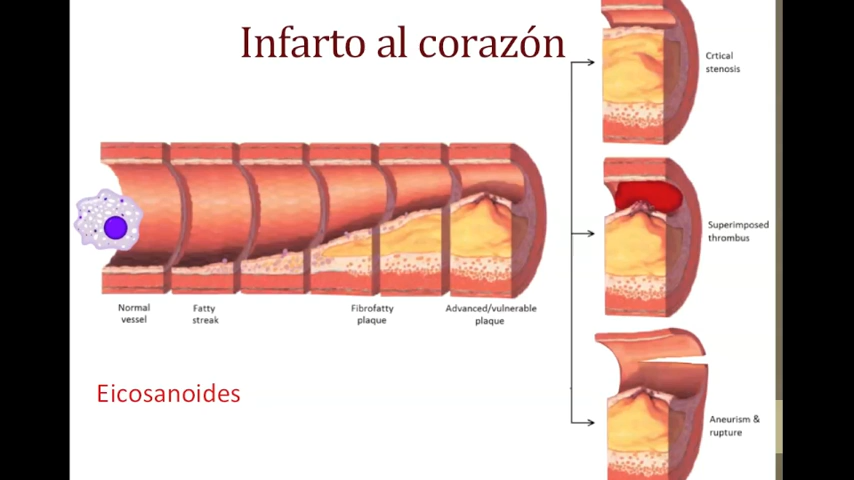 Infarto al corazón
Crtical
stenosis
Superimposed
thrombus
Normal
vessel
Fatty
streak
Fibrofatty
plaque
Advanced/vulnerable
plaque
Eicosanoides
Aneurism &
rupture